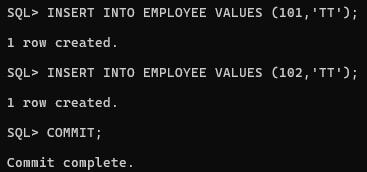 SQL> INSERT INTO EMPLOYEE VALUES (101,'TT');
1 row created.
SQL> INSERT INTO EMPLOYEE VALUES (102,'TT');
1 row created.
SQL> COMMIT;
Commit complete.